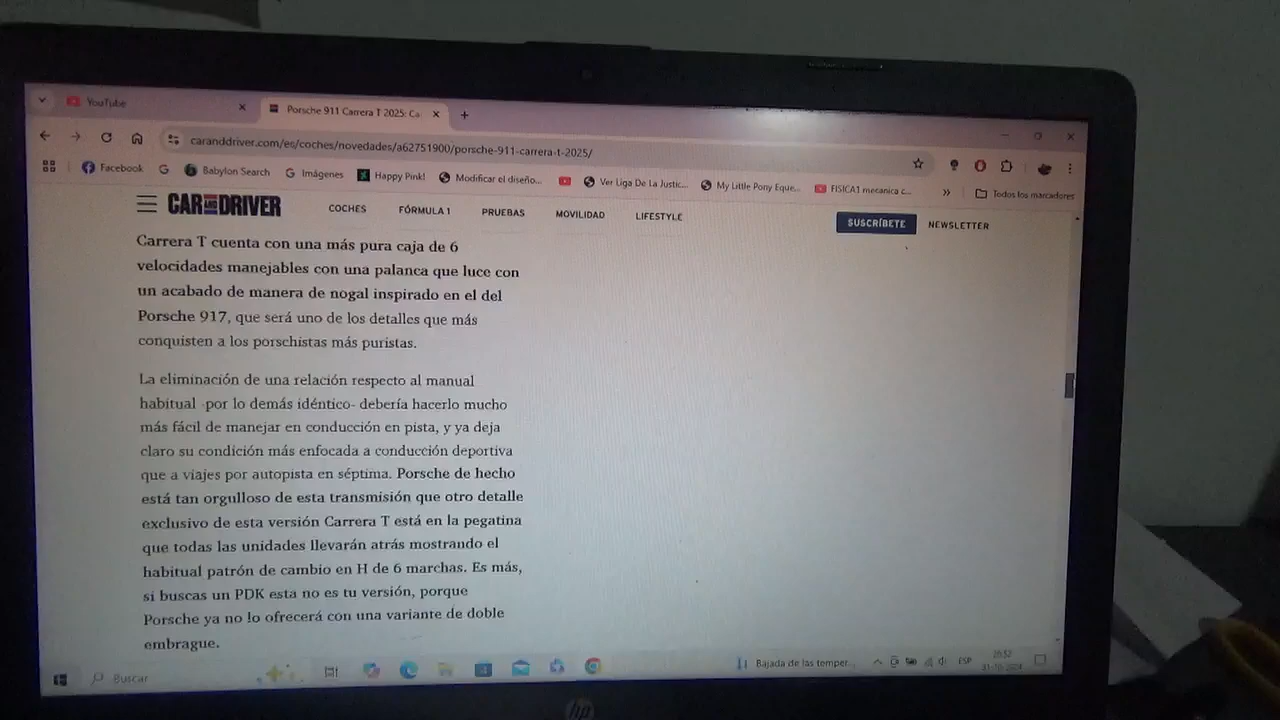 YouTube
Porsche 911 Carrera T 2025: Ca
caranddriver.com/es/coches/novedades/a62751900/porsche-911-carrera-t-2025/
Facebook
Babylon Search
Imágenes
Happy Pink!
Modificar el diseño...
Ver Liga De La Justic...
My Little Pony Eque...
FISICA1 mecanica c...
Todos los marcadores
CAR AND DRIVER
COCHES
FÓRMULA 1
PRUEBAS
MOVILIDAD
LIFESTYLE
SUSCRÍBETE
NEWSLETTER
Carrera T cuenta con una más pura caja de 6
velocidades manejables con una palanca que luce con
un acabado de manera de nogal inspirado en el del
Porsche 917, que será uno de los detalles que más
conquisten a los porschistas más puristas.
La eliminación de una relación respecto al manual
habitual -por lo demás idéntico- debería hacerlo mucho
más fácil de manejar en conducción en pista, y ya deja
claro su condición más enfocada a conducción deportiva
que a viajes por autopista en séptima. Porsche de hecho
está tan orgulloso de esta transmisión que otro detalle
exclusivo de esta versión Carrera T está en la pegatina
que todas las unidades llevarán atrás mostrando el
habitual patrón de cambio en H de 6 marchas. Es más,
si buscas un PDK esta no es tu versión, porque
Porsche ya no lo ofrecerá con una variante de doble
embrague.
Buscar
Bajada de las temper...
ESP
31-10-2024
hp